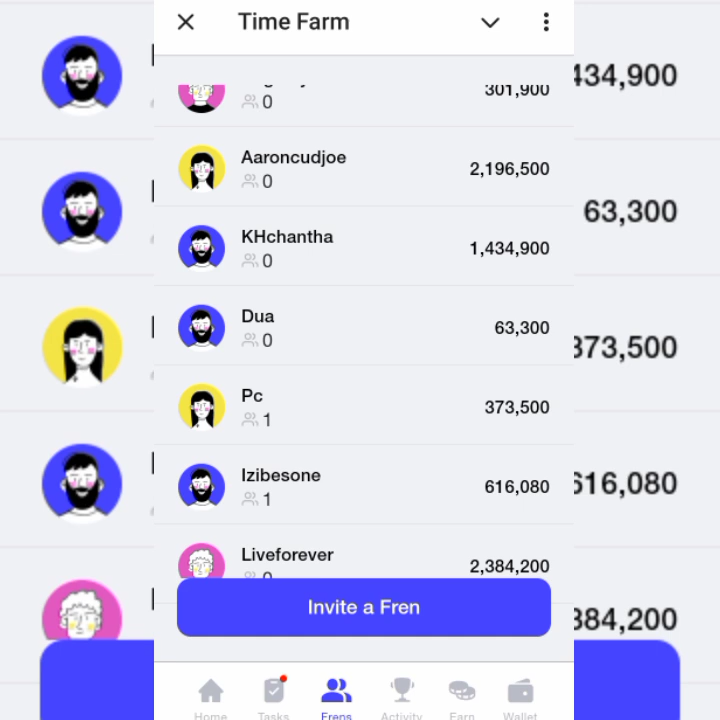 Time Farm
301,900
0
Aaroncudjoe
2,196,500
0
KHchantha
1,434,900
0
Dua
63,300
0
Pc
373,500
1
Izibesone
616,080
1
Liveforever
2,384,200
0
Invite a Fren
Home Tasks Frens Activity Earn Wallet
434,900
63,300
373,500
616,080
384,200